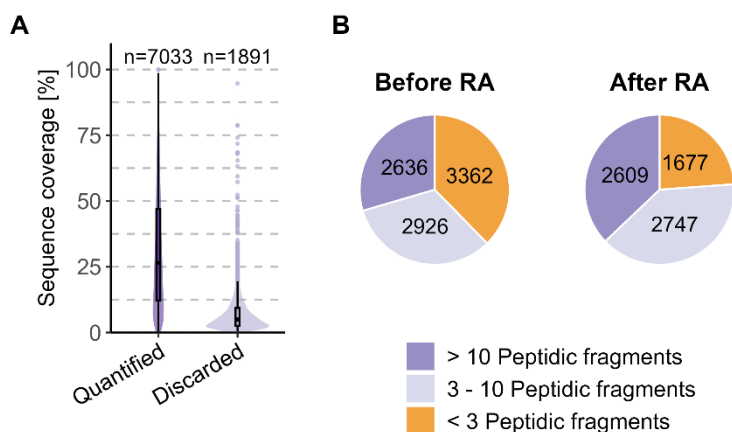 A
n=7033 n=1891
Sequence coverage [%]
100
75
50
25
0
Quantified
Discarded
B
Before RA
2636
3362
2926
After RA
2609
1677
2747
> 10 Peptidic fragments
3 - 10 Peptidic fragments
< 3 Peptidic fragments